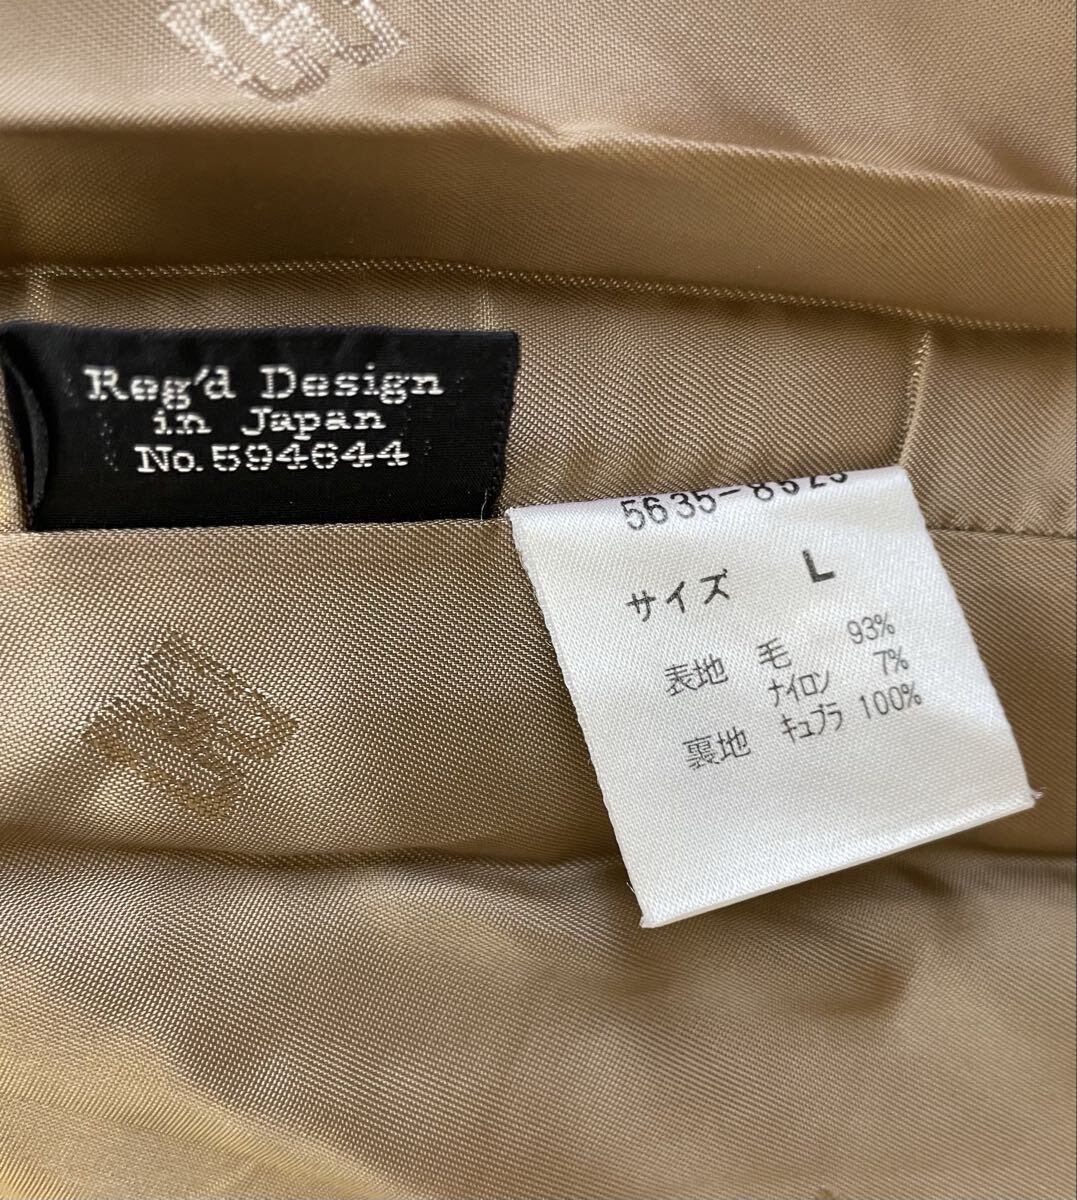 Reg'd Design
in Japan
No.594644
サイズ L
表地 毛 93%
ナイロン 7%
裏地 キュプラ 100%